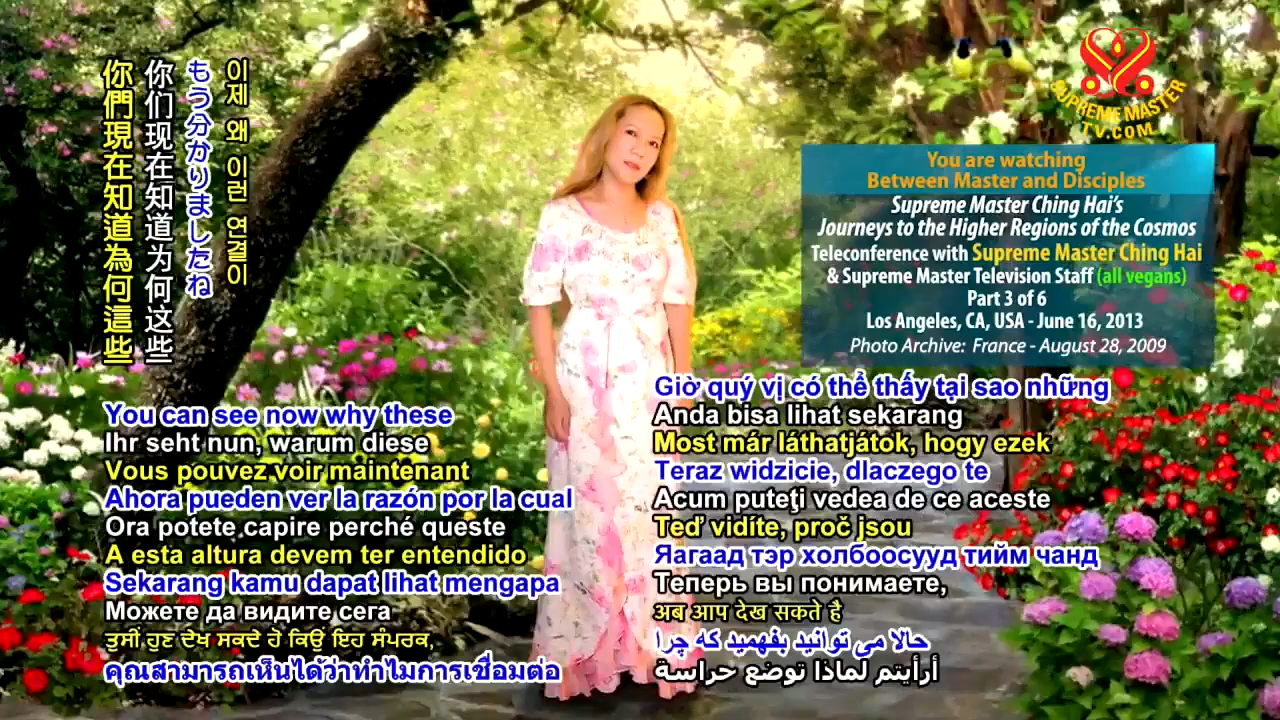 你們現在知道為何這些
你们现在知道为何这些
もう分かりましたね
이제 왜 이런 연결이
SUPREME MASTER
TV.COM
You are watching
Between Master and Disciples
Supreme Master Ching Hai's
Journeys to the Higher Regions of the Cosmos
Teleconference with Supreme Master Ching Hai
& Supreme Master Television Staff (all vegans)
Part 3 of 6
Los Angeles, CA, USA - June 16, 2013
Photo Archive: France - August 28, 2009
You can see now why these
Ihr seht nun, warum diese
Vous pouvez voir maintenant
Ahora pueden ver la razón por la cual
Ora potete capire perché queste
A esta altura devem ter entendido
Sekarang kamu dapat lihat mengapa
Можете да видите сега
ਤੁਸੀਂ ਹੁਣ ਦੇਖ ਸਕਦੇ ਹੋ ਕਿਉਂ ਇਹ ਸੰਪਰਕ,
คุณสามารถเห็นได้ว่าทำไมการเชื่อมต่อ
Giờ quý vị có thể thấy tại sao những
Anda bisa lihat sekarang
Most már láthatjátok, hogy ezek
Teraz widzicie, dlaczego te
Acum puteţi vedea de ce aceste
Teď vidíte, proč jsou
Яагаад тэр холбоосууд тийм чанд
Теперь вы понимаете,
अब आप देख सकते है
حالا می توانید بفهمید که چرا
أرأيتم لماذا توضع حراسة